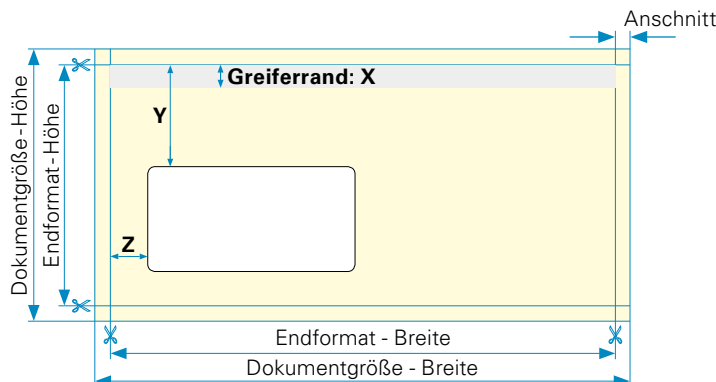 Anschnitt
Greiferrand: X
Y
Dokumentgröße - Höhe
Endformat - Höhe
Z
Endformat - Breite
Dokumentgröße - Breite